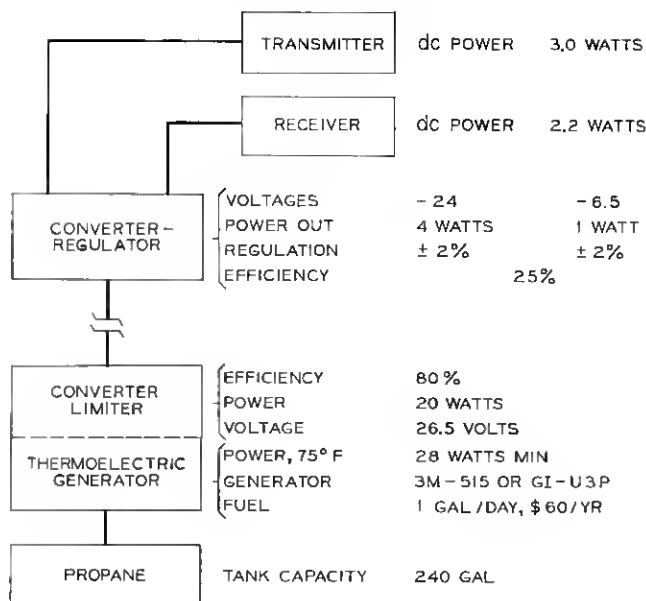 TRANSMITTER dc POWER 3.0 WATTS
RECEIVER dc POWER 2.2 WATTS
CONVERTER-
REGULATOR
VOLTAGES -24 -6.5
POWER OUT 4 WATTS 1 WATT
REGULATION ± 2% ± 2%
EFFICIENCY 25%
CONVERTER
LIMITER
EFFICIENCY 80%
POWER 20 WATTS
VOLTAGE 26.5 VOLTS
THERMOELECTRIC
GENERATOR
POWER, 75° F 28 WATTS MIN
GENERATOR 3M-515 OR GI-U3P
FUEL 1 GAL/DAY, $60/YR
PROPANE TANK CAPACITY 240 GAL